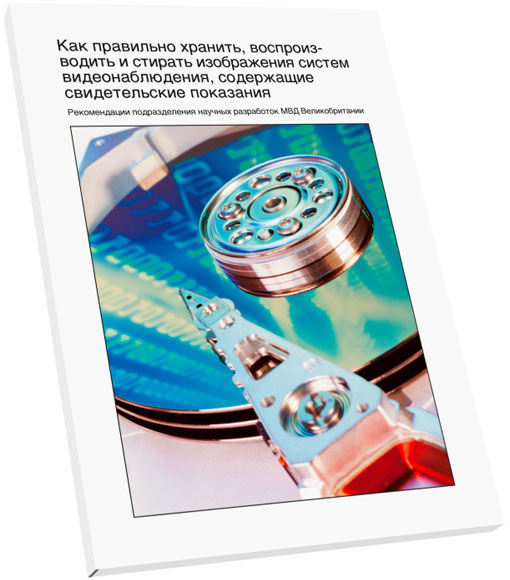 Как правильно хранить, воспроиз-
водить и стирать изображения систем
видеонаблюдения, содержащие
свидетельские показания
Рекомендации подразделения научных разработок МВД Великобритании